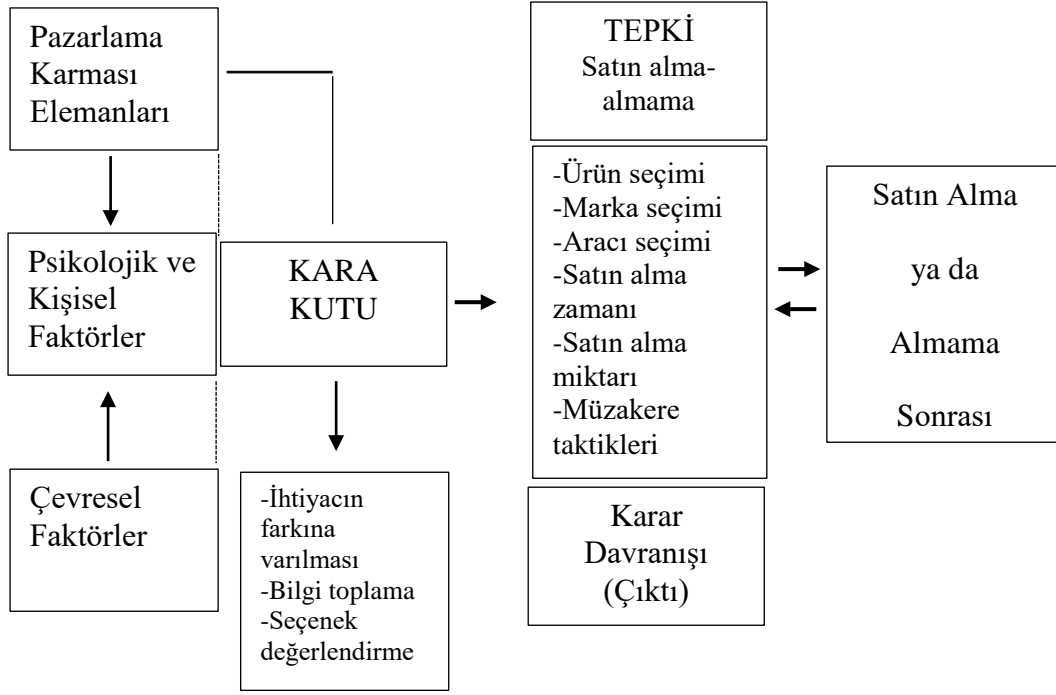 Pazarlama
Karması
Elemanları
Psikolojik ve
Kişisel
Faktörler
Çevresel
Faktörler
KARA
KUTU
-İhtiyacın
farkına
varılması
-Bilgi toplama
-Seçenek
değerlendirme
TEPKİ
Satın alma-
almama
-Ürün seçimi
-Marka seçimi
-Aracı seçimi
-Satın alma
zamanı
-Satın alma
miktarı
-Müzakere
taktikleri
Karar
Davranışı
(Çıktı)
Satın Alma
ya da
Almama
Sonrası